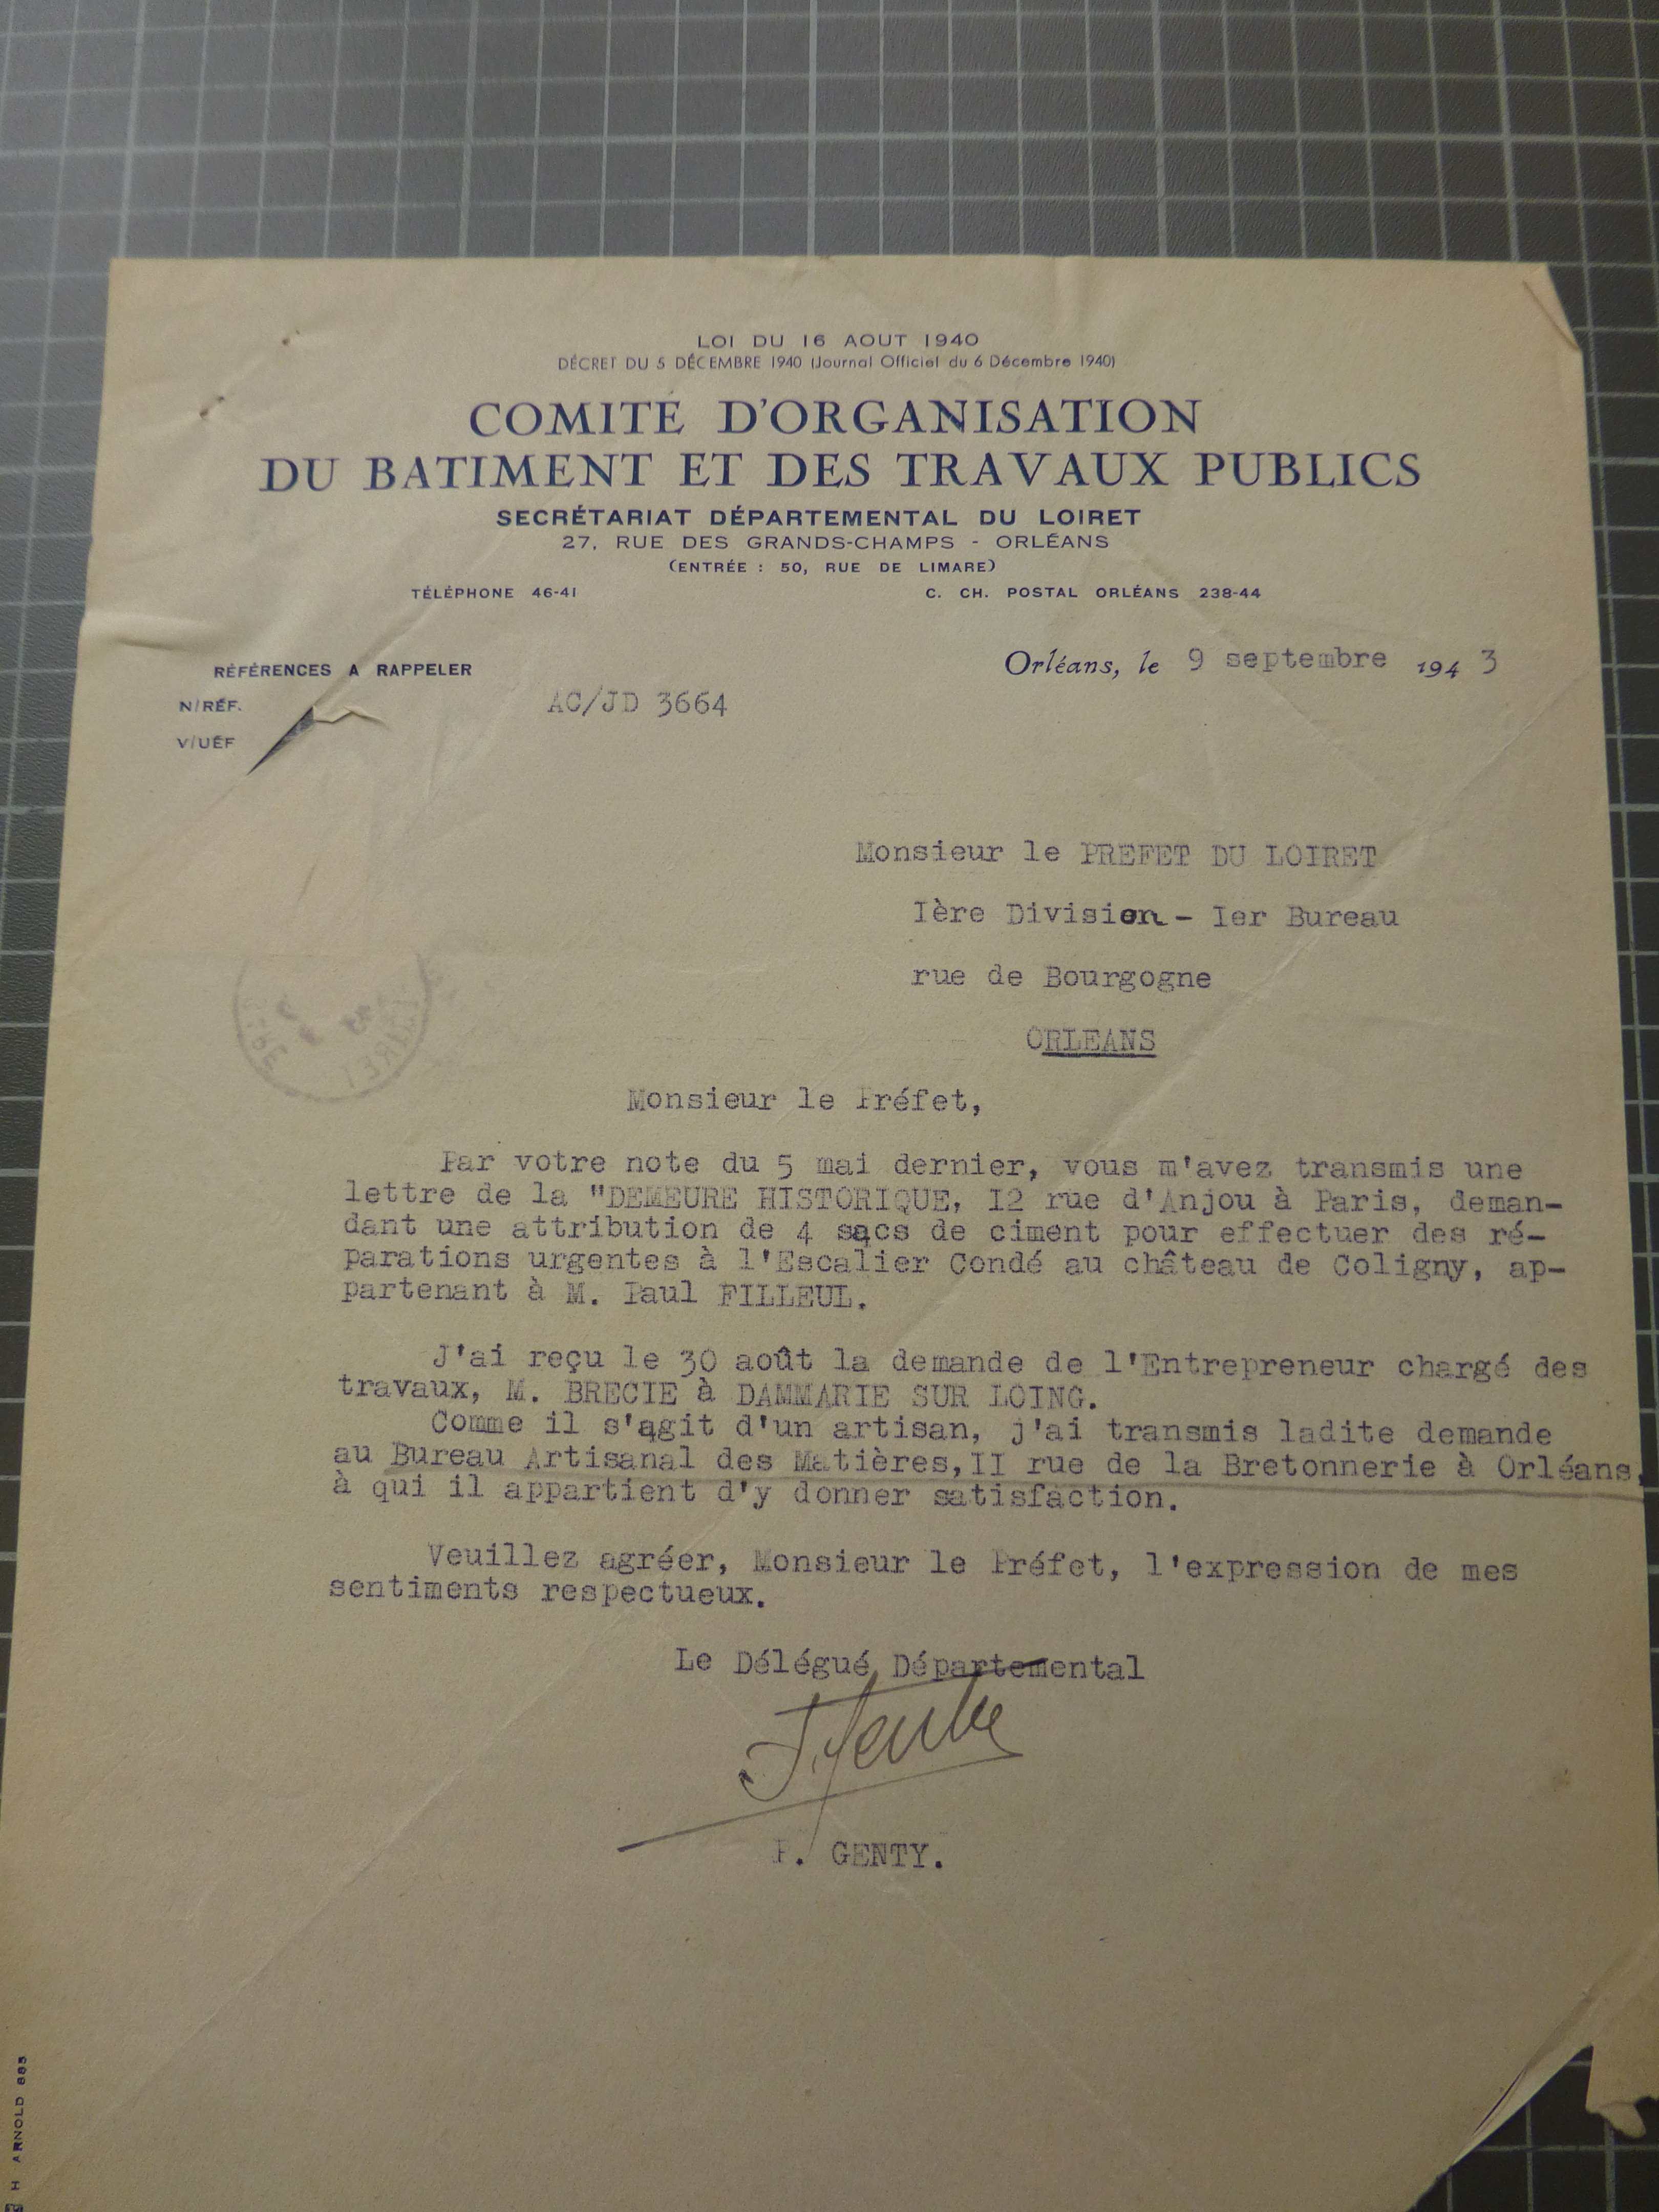 LOI DU 16 AOUT 1940
DÉCRET DU 5 DÉCEMBRE 1940 (Journal Officiel du 6 Décembre 1940)
COMITÉ D'ORGANISATION
DU BATIMENT ET DES TRAVAUX PUBLICS
SECRÉTARIAT DÉPARTEMENTAL DU LOIRET
27, RUE DES GRANDS-CHAMPS - ORLÉANS
(ENTRÉE : 50, RUE DE LIMARE)
TÉLÉPHONE 46-41 C. CH. POSTAL ORLÉANS 238-44
Orléans, le 9 septembre 1943
RÉFÉRENCES A RAPPELER
N/RÉF. AC/JD 3664
V/UÉF
Monsieur le PREFET DU LOIRET
Ière Division - Ier Bureau
rue de Bourgogne
ORLEANS
Monsieur le Préfet,
Par votre note du 5 mai dernier, vous m'avez transmis une
lettre de la "DEMEURE HISTORIQUE, I2 rue d'Anjou à Paris, deman-
dant une attribution de 4 sacs de ciment pour effectuer des ré-
parations urgentes à l'Escalier Condé au château de Coligny, ap-
partenant à M. Paul FILLEUL.
J'ai reçu le 30 août la demande de l'Entrepreneur chargé des
travaux, M. BRECIE à DAMMARIE SUR LOING.
Comme il s'agit d'un artisan, j'ai transmis ladite demande
au Bureau Artisanal des Matières, II rue de la Bretonnerie à Orléans,
à qui il appartient d'y donner satisfaction.
Veuillez agréer, Monsieur le Préfet, l'expression de mes
sentiments respectueux.
Le Délégué Départemental
P. GENTY.
H ARNOLD 885